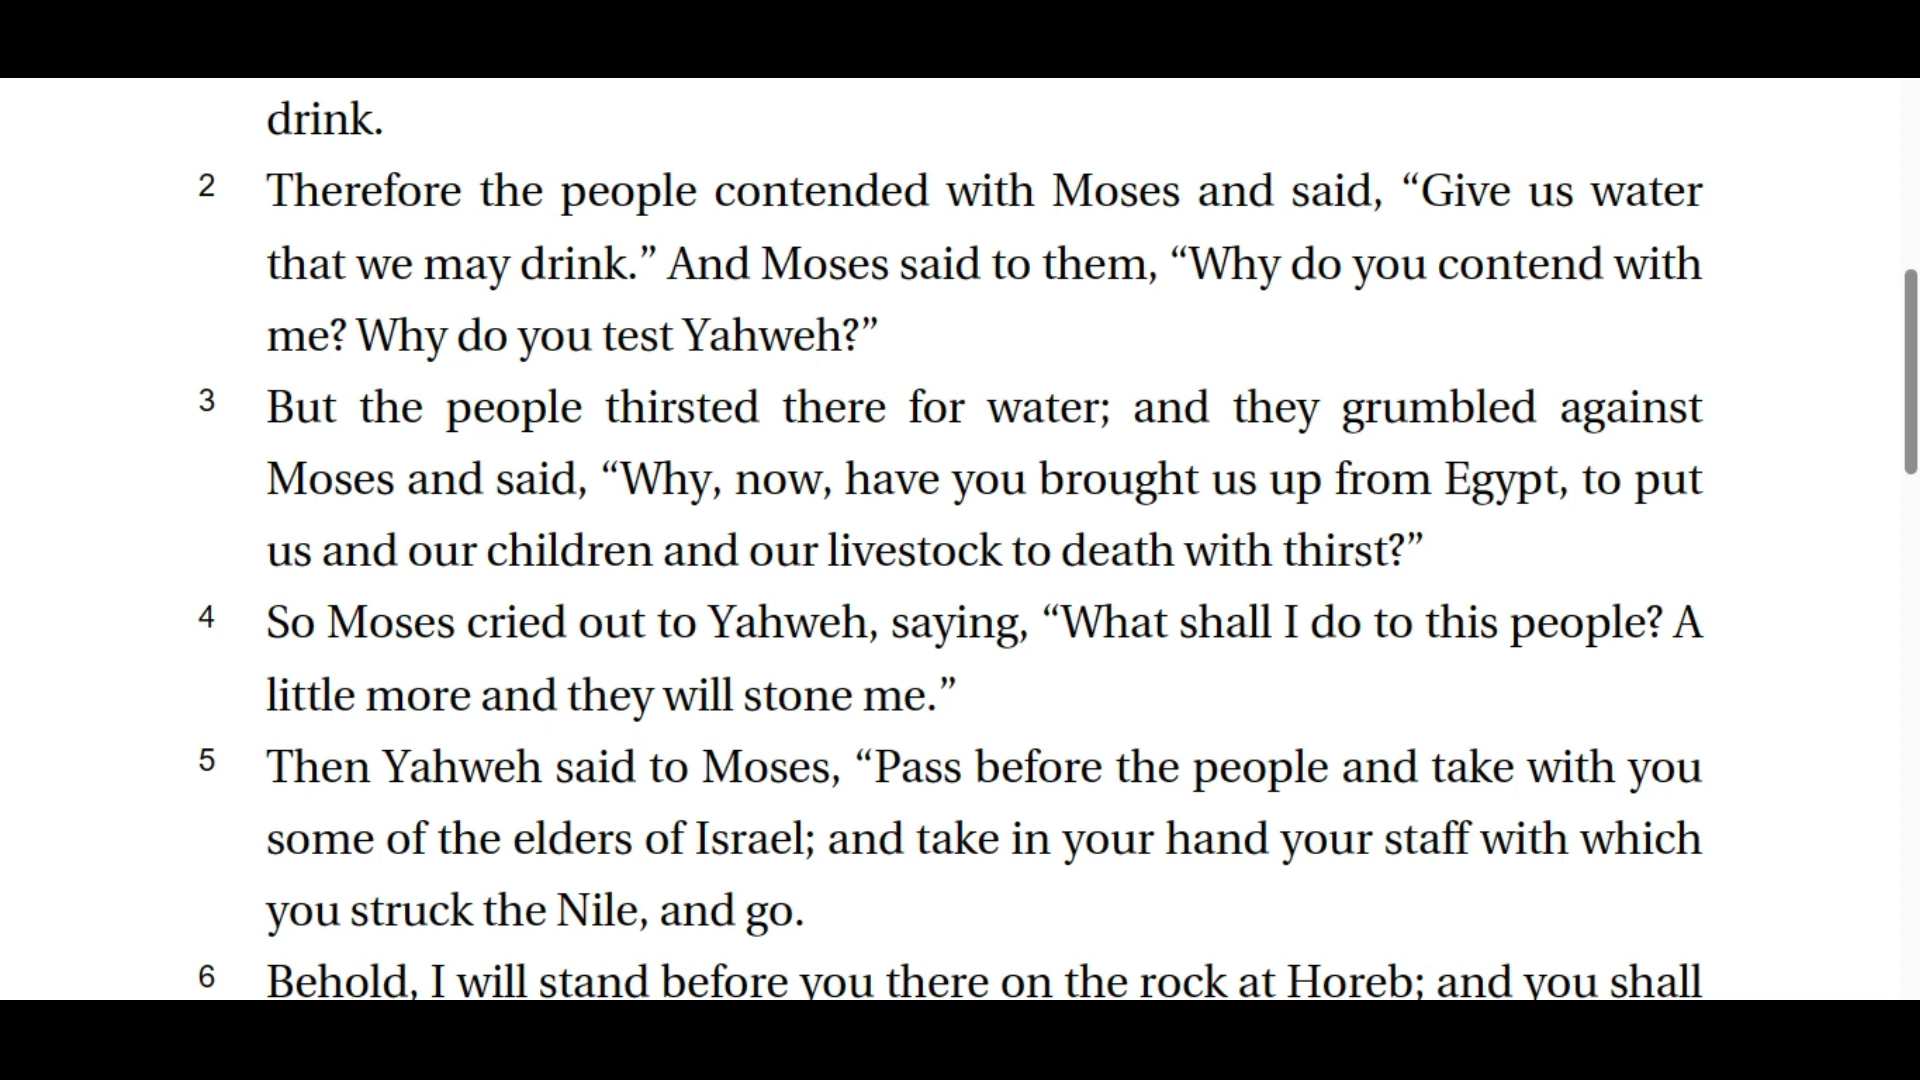 drink.
2 Therefore the people contended with Moses and said, “Give us water
that we may drink.” And Moses said to them, “Why do you contend with
me? Why do you test Yahweh?”
3 But the people thirsted there for water; and they grumbled against
Moses and said, “Why, now, have you brought us up from Egypt, to put
us and our children and our livestock to death with thirst?”
4 So Moses cried out to Yahweh, saying, “What shall I do to this people? A
little more and they will stone me.”
5 Then Yahweh said to Moses, “Pass before the people and take with you
some of the elders of Israel; and take in your hand your staff with which
you struck the Nile, and go.
6 Behold, I will stand before you there on the rock at Horeb; and you shall